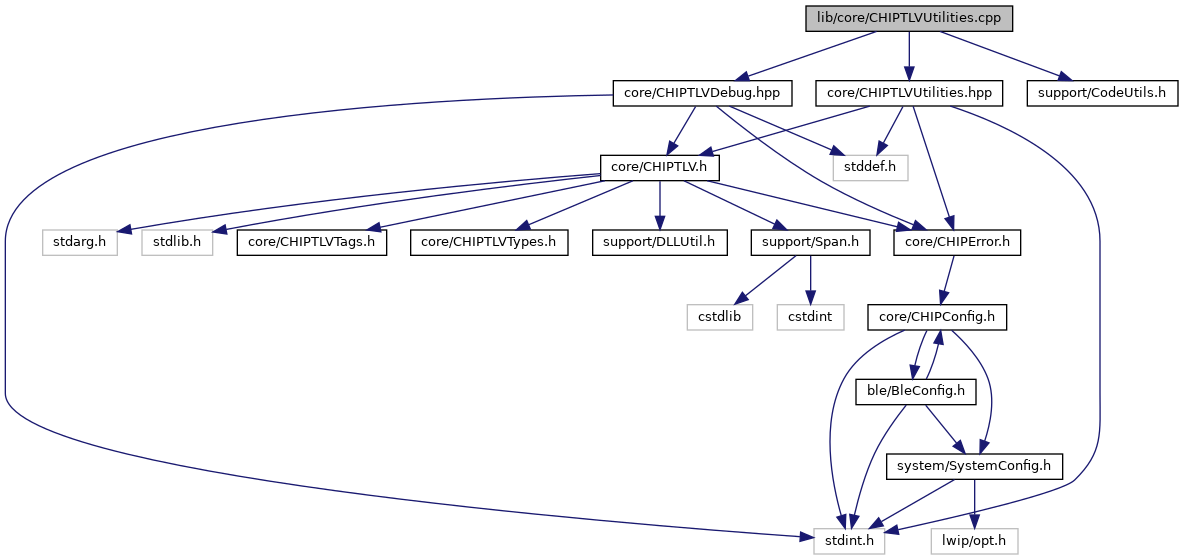 lib/core/CHIPTLVUtilities.cpp
core/CHIPTLVDebug.hpp
core/CHIPTLVUtilities.hpp
support/CodeUtils.h
core/CHIPTLV.h
stddef.h
stdarg.h
stdlib.h
core/CHIPTLVTags.h
core/CHIPTLVTypes.h
support/DLLUtil.h
support/Span.h
core/CHIPError.h
cstdlib
cstdint
core/CHIPConfig.h
ble/BleConfig.h
system/SystemConfig.h
stdint.h
lwip/opt.h